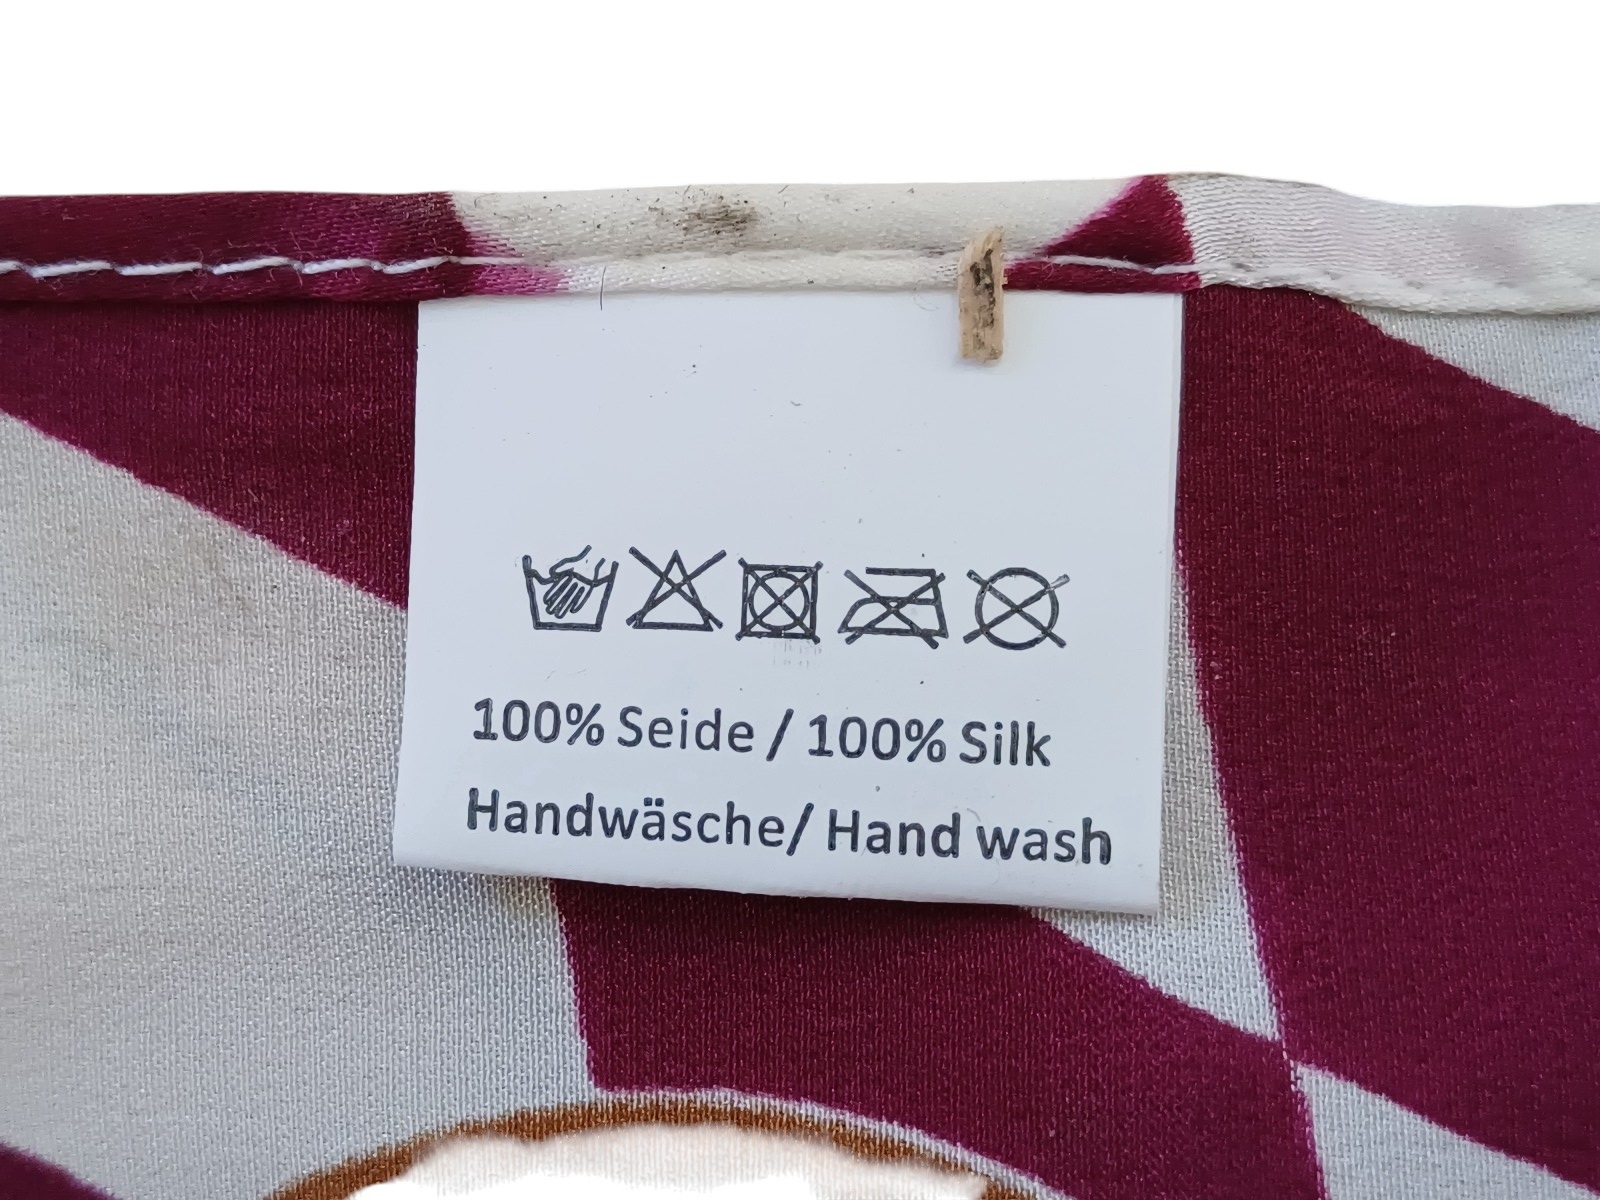 100% Seide / 100% Silk
Handwäsche/ Hand wash